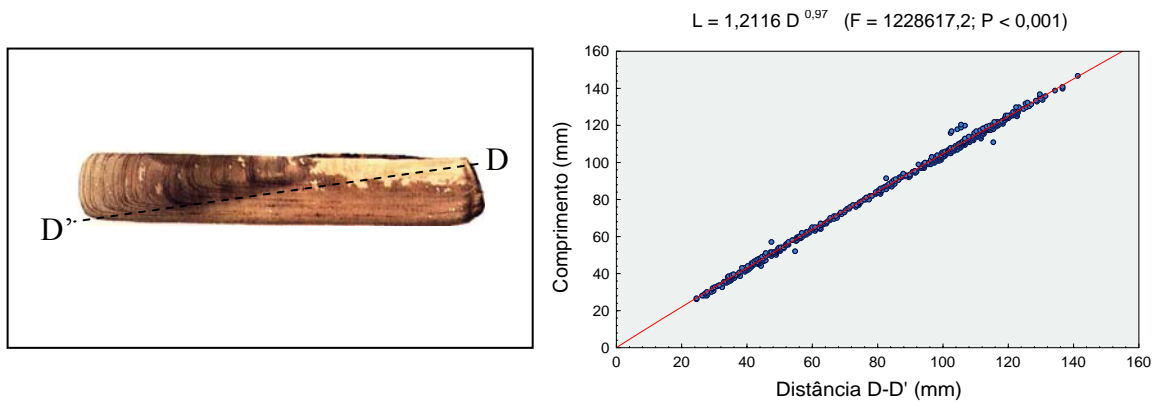 L = 1,2116 D 0,97 (F = 1228617,2; P < 0,001)
D
D'
Comprimento (mm)
160
140
120
100
80
60
40
20
0
0 20 40 60 80 100 120 140 160
Distância D-D' (mm)